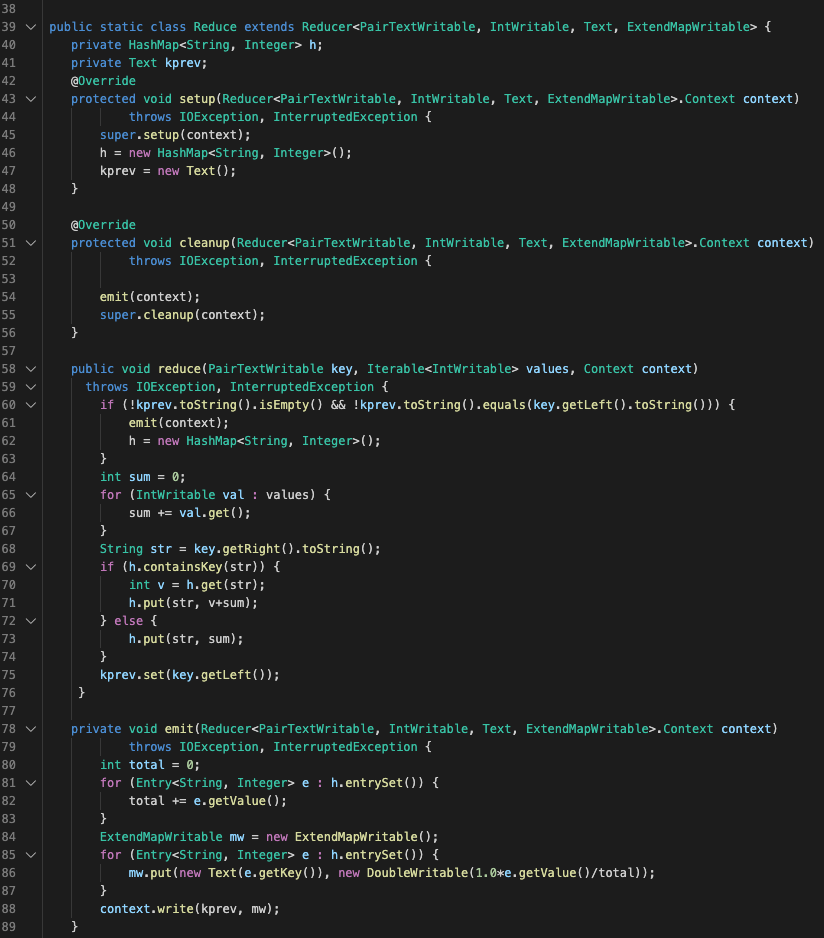 38
39 public static class Reduce extends Reducer<PairTextWritable, IntWritable, Text, ExtendMapWritable> {
40 private HashMap<String, Integer> h;
41 private Text kprev;
42 @Override
43 protected void setup(Reducer<PairTextWritable, IntWritable, Text, ExtendMapWritable>.Context context)
44 throws IOException, InterruptedException {
45 super.setup(context);
46 h = new HashMap<String, Integer>();
47 kprev = new Text();
48 }
49
50 @Override
51 protected void cleanup(Reducer<PairTextWritable, IntWritable, Text, ExtendMapWritable>.Context context)
52 throws IOException, InterruptedException {
53
54 emit(context);
55 super.cleanup(context);
56 }
57
58 public void reduce(PairTextWritable key, Iterable<IntWritable> values, Context context)
59 throws IOException, InterruptedException {
60 if (!kprev.toString().isEmpty() && !kprev.toString().equals(key.getLeft().toString())) {
61 emit(context);
62 h = new HashMap<String, Integer>();
63 }
64 int sum = 0;
65 for (IntWritable val : values) {
66 sum += val.get();
67 }
68 String str = key.getRight().toString();
69 if (h.containsKey(str)) {
70 int v = h.get(str);
71 h.put(str, v+sum);
72 } else {
73 h.put(str, sum);
74 }
75 kprev.set(key.getLeft());
76 }
77
78 private void emit(Reducer<PairTextWritable, IntWritable, Text, ExtendMapWritable>.Context context)
79 throws IOException, InterruptedException {
80 int total = 0;
81 for (Entry<String, Integer> e : h.entrySet()) {
82 total += e.getValue();
83 }
84 ExtendMapWritable mw = new ExtendMapWritable();
85 for (Entry<String, Integer> e : h.entrySet()) {
86 mw.put(new Text(e.getKey()), new DoubleWritable(1.0*e.getValue()/total));
87 }
88 context.write(kprev, mw);
89 }